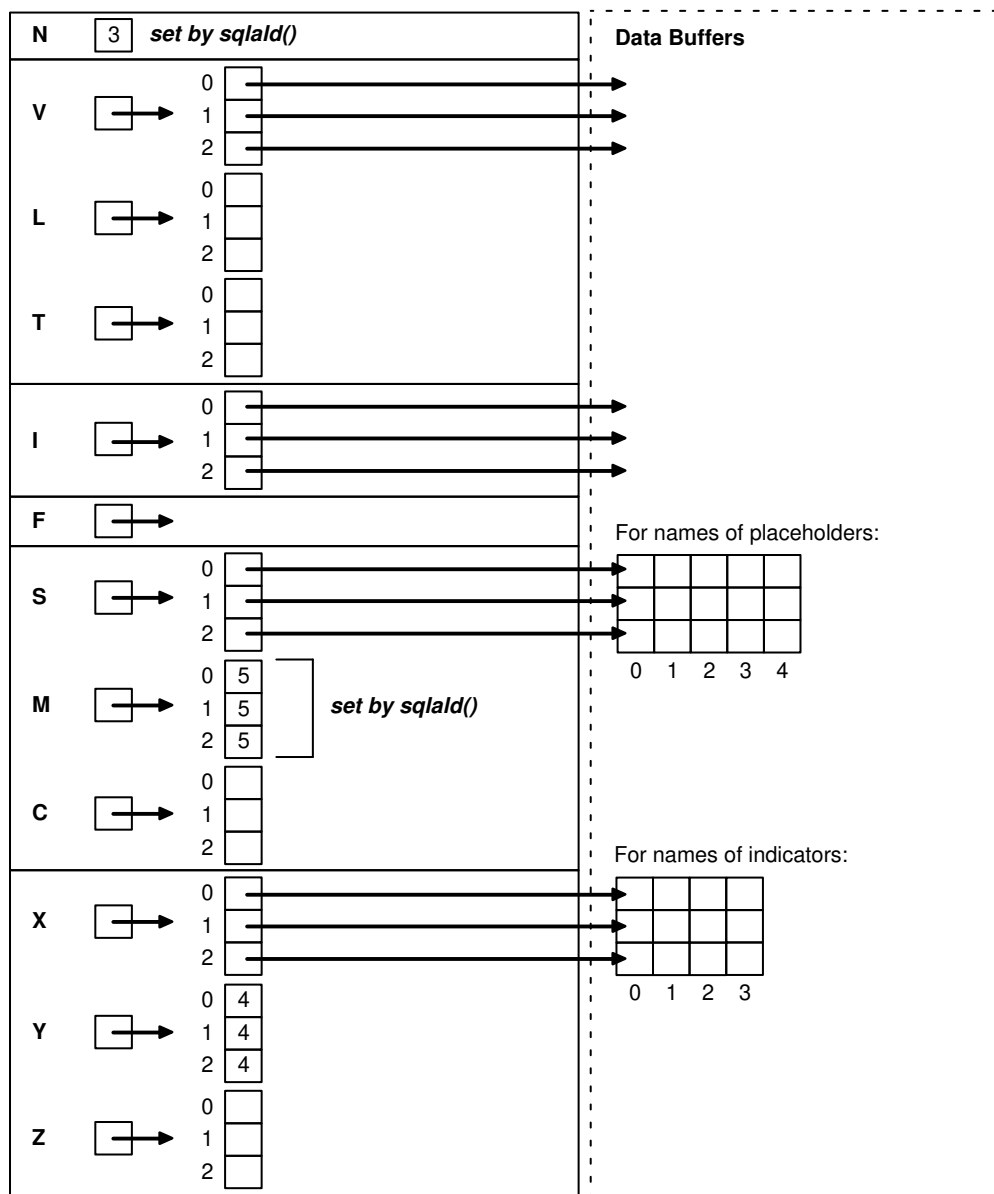 N 3 set by sqlald() Data Buffers
0
V 1
2
0
L 1
2
0
T 1
2
0
I 1
2
F
For names of placeholders:
0
S 1
2
0 1 2 3 4
0 5
M 1 5 set by sqlald()
2 5
0
C 1
2
For names of indicators:
0
X 1
2
0 1 2 3
0 4
Y 1 4
2 4
0
Z 1
2